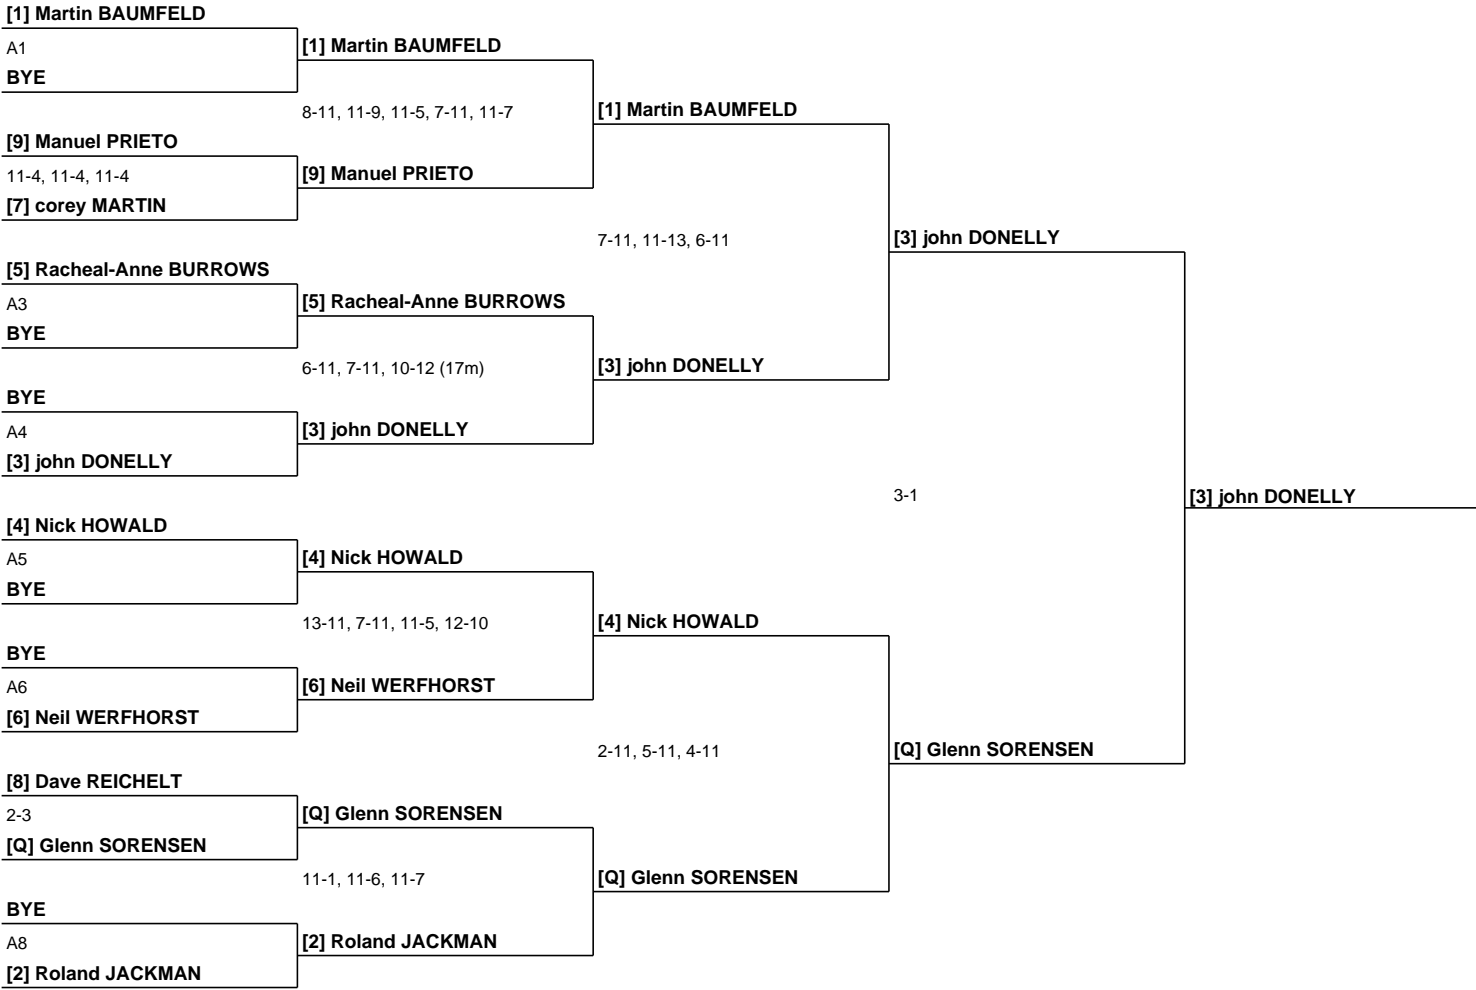 [1] Martin BAUMFELD
A1
BYE
[9] Manuel PRIETO
11-4, 11-4, 11-4
[7] corey MARTIN
[5] Racheal-Anne BURROWS
A3
BYE
BYE
A4
[3] john DONELLY
[4] Nick HOWALD
A5
BYE
BYE
A6
[6] Neil WERFHORST
[8] Dave REICHELT
2-3
[Q] Glenn SORENSEN
BYE
A8
[2] Roland JACKMAN
[1] Martin BAUMFELD
8-11, 11-9, 11-5, 7-11, 11-7
[9] Manuel PRIETO
[5] Racheal-Anne BURROWS
6-11, 7-11, 10-12 (17m)
[3] john DONELLY
[4] Nick HOWALD
13-11, 7-11, 11-5, 12-10
[6] Neil WERFHORST
[Q] Glenn SORENSEN
11-1, 11-6, 11-7
[2] Roland JACKMAN
[1] Martin BAUMFELD
7-11, 11-13, 6-11
[3] john DONELLY
[4] Nick HOWALD
2-11, 5-11, 4-11
[Q] Glenn SORENSEN
[3] john DONELLY
3-1
[Q] Glenn SORENSEN
[3] john DONELLY